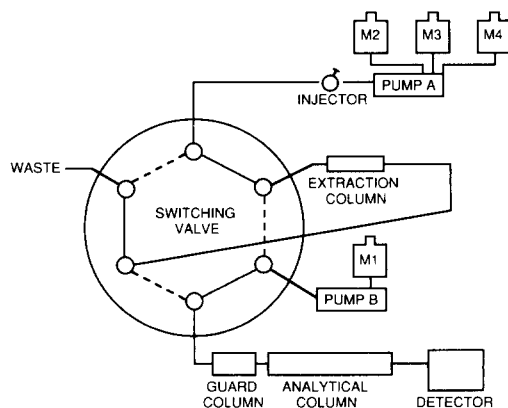 M2
M3
M4
PUMP A
INJECTOR
WASTE
EXTRACTION
COLUMN
SWITCHING
VALVE
M1
PUMP B
GUARD
COLUMN
ANALYTICAL
COLUMN
DETECTOR